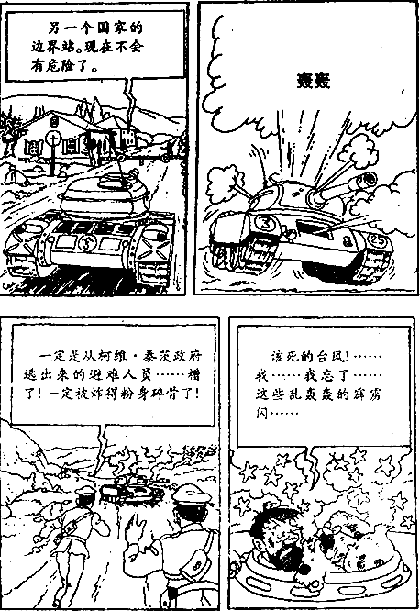 另一个国家的
边界站。现在不会
有危险了。
轰轰
一定是从柯维·泰茨政府
逃出来的避难人员……糟
了!一定被炸得粉身碎骨了!
该死的台风!……
我……我忘了……
这些乱轰轰的霹雳
闪……